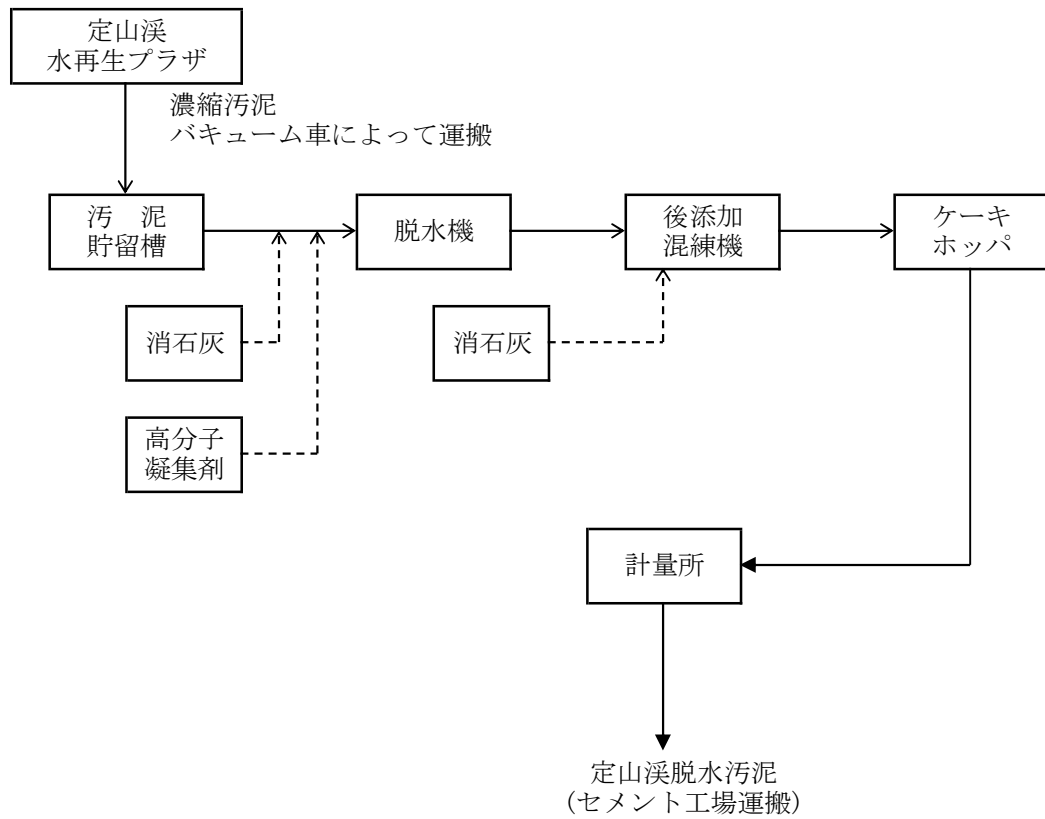 定山渓
水再生プラザ
濃縮汚泥
バキューム車によって運搬
汚　泥
貯留槽
脱水機
後添加
混練機
ケーキ
ホッパ
消石灰
消石灰
高分子
凝集剤
計量所
定山渓脱水汚泥
(セメント工場運搬)